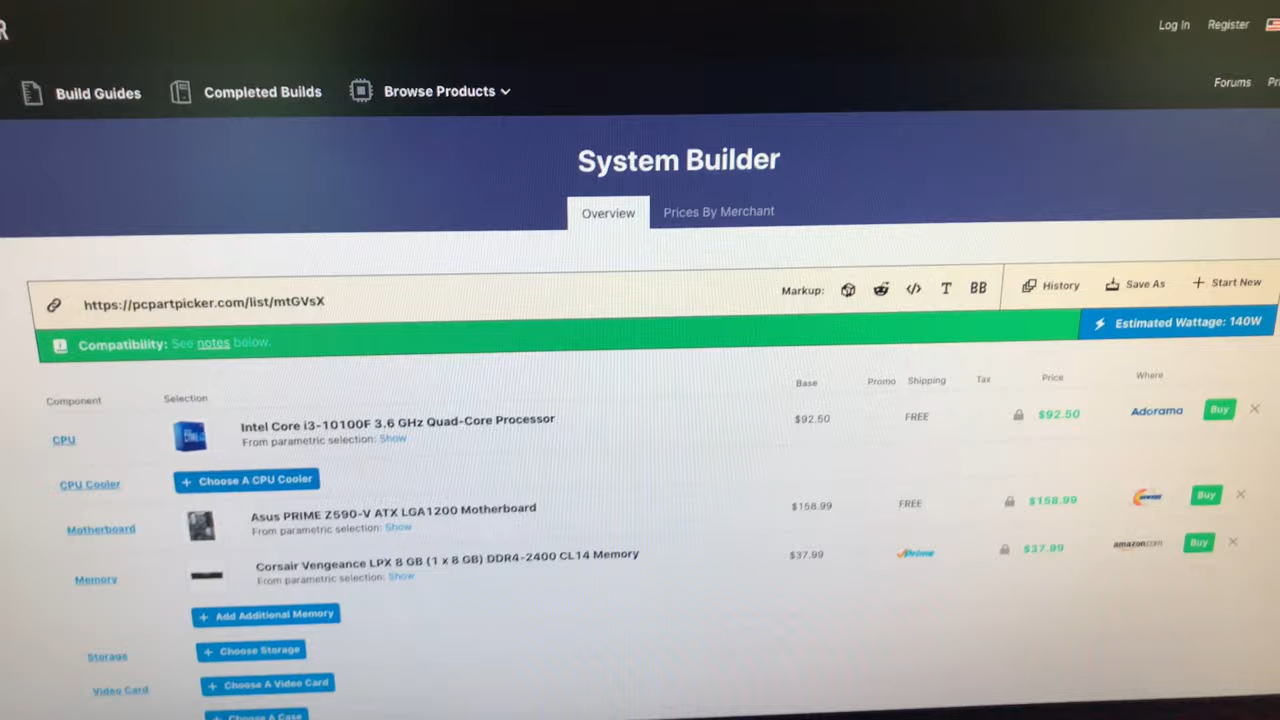 R
Log In Register
Build Guides Completed Builds Browse Products
Forums
System Builder
Overview Prices By Merchant
https://pcpartpicker.com/list/mtGVsX
Markup: </> T BB History Save As + Start New
Compatibility: See notes below.
Estimated Wattage: 140W
Component Selection Base Promo Shipping Tax Price Where
CPU Intel Core i3-10100F 3.6 GHz Quad-Core Processor $92.50 FREE $92.50 Adorama Buy
From parametric selection: Show
CPU Cooler + Choose A CPU Cooler
Motherboard Asus PRIME Z590-V ATX LGA1200 Motherboard $158.99 FREE $158.99 Buy
From parametric selection: Show
Memory Corsair Vengeance LPX 8 GB (1 x 8 GB) DDR4-2400 CL14 Memory $37.99 Prime $37.99 amazon.com Buy
From parametric selection: Show
+ Add Additional Memory
Storage + Choose Storage
Video Card + Choose A Video Card
+ Choose A Case